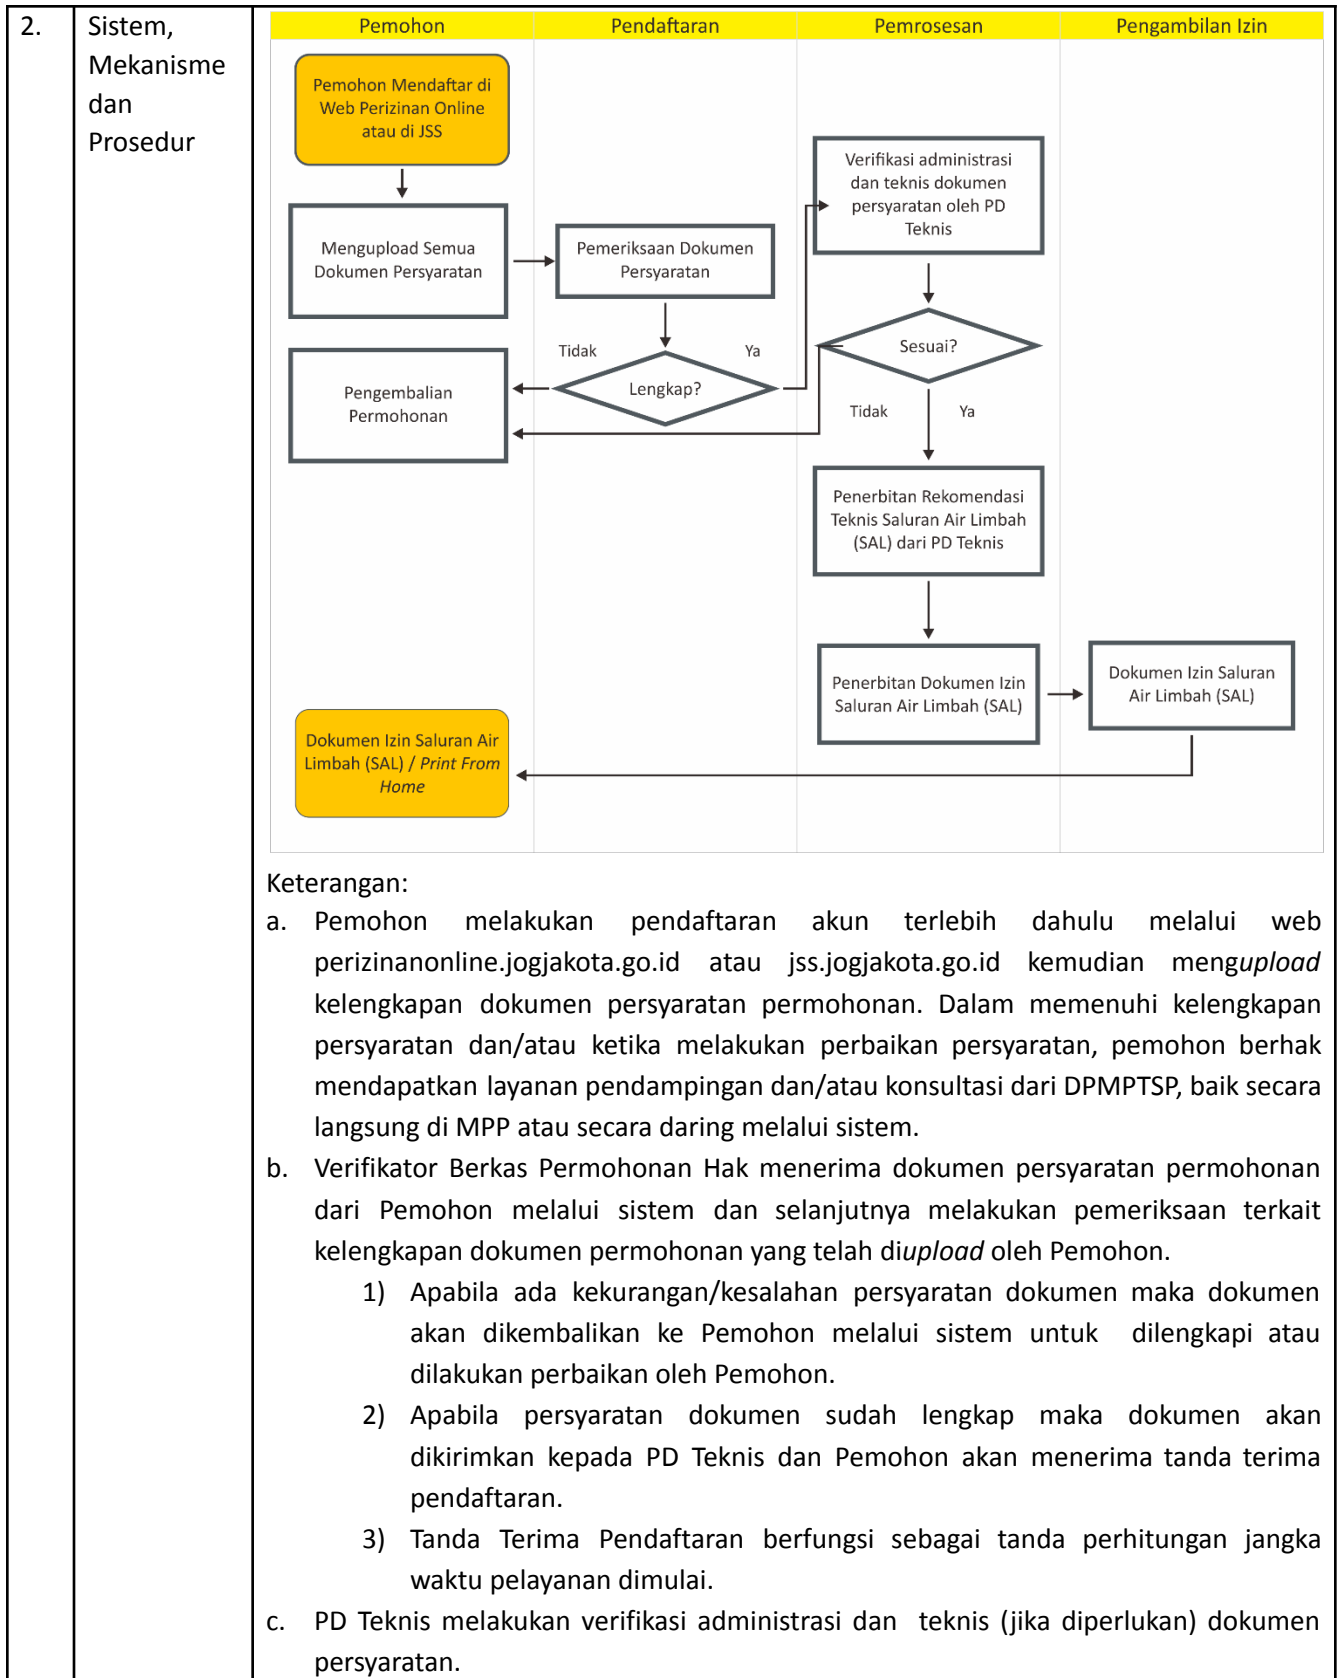 2.
Sistem,
Mekanisme
dan
Prosedur
Pemohon
Pendaftaran
Pemrosesan
Pengambilan Izin
Pemohon Mendaftar di
Web Perizinan Online
atau di JSS
Mengupload Semua
Dokumen Persyaratan
Pemeriksaan Dokumen
Persyaratan
Verifikasi administrasi
dan teknis dokumen
persyaratan oleh PD
Teknis
Tidak
Ya
Lengkap?
Sesuai?
Pengembalian
Permohonan
Tidak
Ya
Penerbitan Rekomendasi
Teknis Saluran Air Limbah
(SAL) dari PD Teknis
Penerbitan Dokumen Izin
Saluran Air Limbah (SAL)
Dokumen Izin Saluran
Air Limbah (SAL)
Dokumen Izin Saluran Air
Limbah (SAL) / Print From
Home
Keterangan:
a. Pemohon melakukan pendaftaran akun terlebih dahulu melalui web
perizinanonline.jogjakota.go.id atau jss.jogjakota.go.id kemudian mengupload
kelengkapan dokumen persyaratan permohonan. Dalam memenuhi kelengkapan
persyaratan dan/atau ketika melakukan perbaikan persyaratan, pemohon berhak
mendapatkan layanan pendampingan dan/atau konsultasi dari DPMPTSP, baik secara
langsung di MPP atau secara daring melalui sistem.
b. Verifikator Berkas Permohonan Hak menerima dokumen persyaratan permohonan
dari Pemohon melalui sistem dan selanjutnya melakukan pemeriksaan terkait
kelengkapan dokumen permohonan yang telah diupload oleh Pemohon.
1) Apabila ada kekurangan/kesalahan persyaratan dokumen maka dokumen
akan dikembalikan ke Pemohon melalui sistem untuk dilengkapi atau
dilakukan perbaikan oleh Pemohon.
2) Apabila persyaratan dokumen sudah lengkap maka dokumen akan
dikirimkan kepada PD Teknis dan Pemohon akan menerima tanda terima
pendaftaran.
3) Tanda Terima Pendaftaran berfungsi sebagai tanda perhitungan jangka
waktu pelayanan dimulai.
c. PD Teknis melakukan verifikasi administrasi dan teknis (jika diperlukan) dokumen
persyaratan.